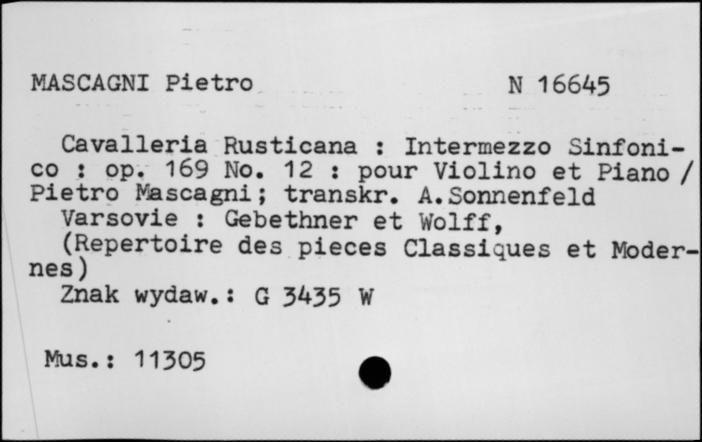 MASCAGNI Pietro N 16645
Cavalleria Rusticana : Intermezzo Sinfoni-
co : op. 169 No. 12 : pour Violino et Piano /
Pietro Mascagni; transkr. A.Sonnenfeld
Varsovie : Gebethner et Wolff,
(Repertoire des pieces Classiques et Moder-
nes)
Znak wydaw.: G 3435 W
Mus.: 11305